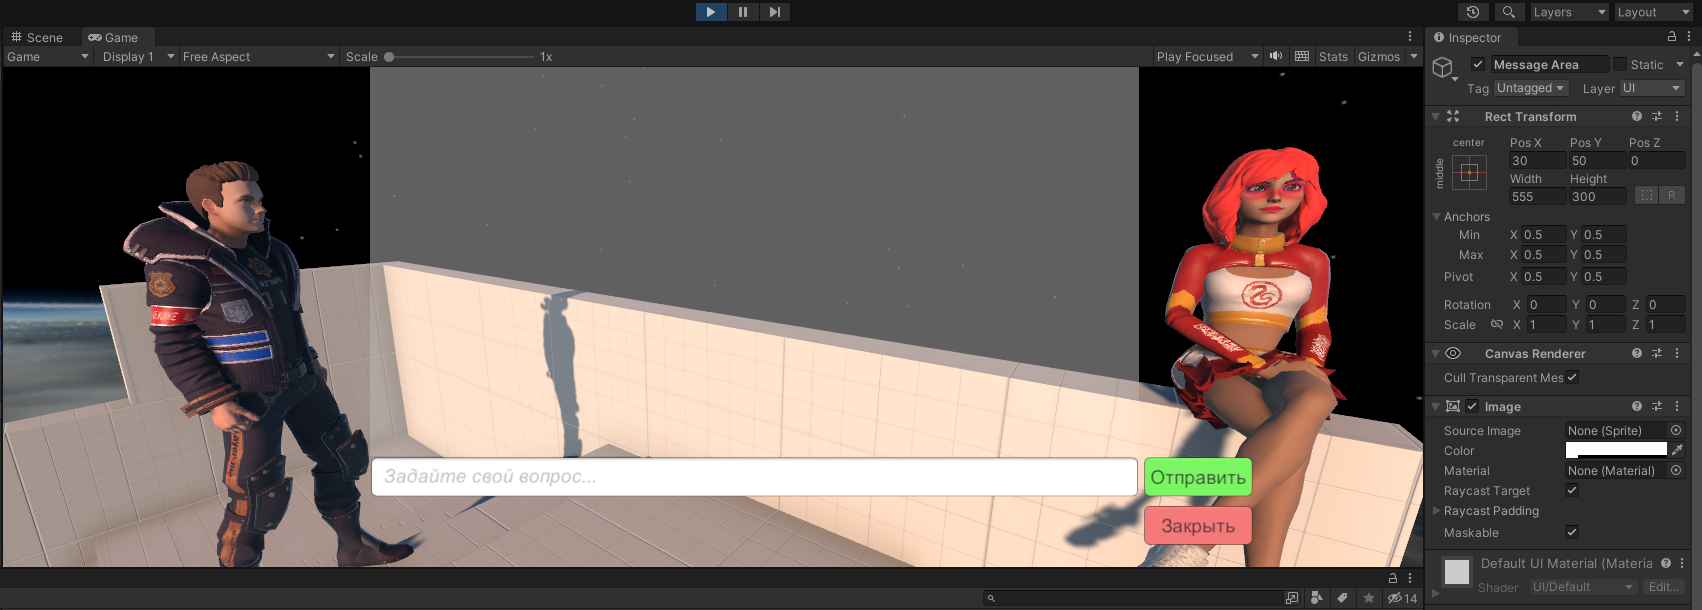 Layers
Layout
Scene
Game
Inspector
Game
Display 1
Free Aspect
Scale
1x
Play Focused
Stats
Gizmos
Message Area
Static
Tag
Untagged
Layer
UI
Rect Transform
center
Pos X
Pos Y
Pos Z
middle
30
50
0
Width
Height
555
300
R
Anchors
Min
X 0.5
Y 0.5
Max
X 0.5
Y 0.5
Pivot
X 0.5
Y 0.5
Rotation
X 0
Y 0
Z 0
Scale
X 1
Y 1
Z 1
Canvas Renderer
Cull Transparent Mes
Image
Source Image
None (Sprite)
Color
Material
None (Material)
Raycast Target
Raycast Padding
Maskable
Default UI Material (Materia
Shader
UI/Default
Edit...
Задайте свой вопрос...
Отправить
Закрыть
14